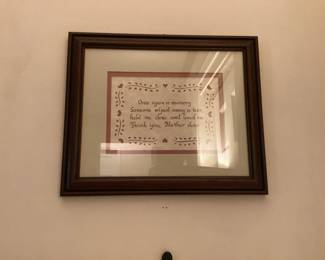 Once upon a memory
Someone wiped away a tear
held me close and loved me
Thank you, Mother dear